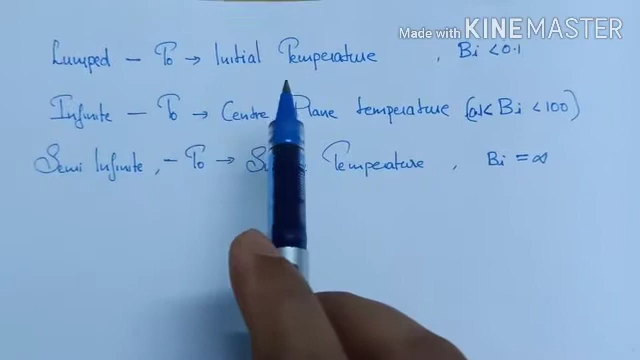 Made with KINEMASTER
Lumped - To → Initial Temperature , Bi < 0.1
Infinite - To → Centre Plane temperature (0.1 < Bi < 100)
Semi Infinite, - To → Temperature , Bi = ∞